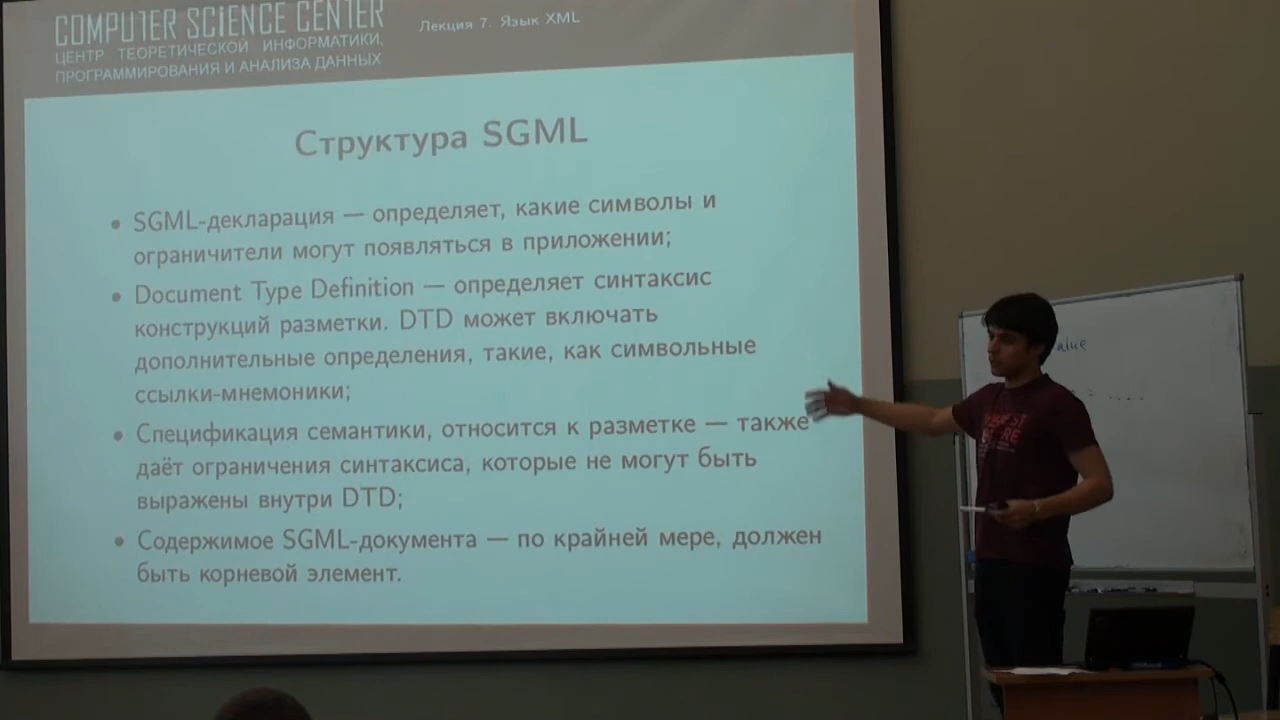 COMPUTER SCIENCE CENTER
ЦЕНТР ТЕОРЕТИЧЕСКОЙ ИНФОРМАТИКИ,
ПРОГРАММИРОВАНИЯ И АНАЛИЗА ДАННЫХ
Лекция 7. Язык XML
Структура SGML
• SGML-декларация — определяет, какие символы и
ограничители могут появляться в приложении;
• Document Type Definition — определяет синтаксис
конструкций разметки. DTD может включать
дополнительные определения, такие, как символьные
ссылки-мнемоники;
• Спецификация семантики, относится к разметке — также
даёт ограничения синтаксиса, которые не могут быть
выражены внутри DTD;
• Содержимое SGML-документа — по крайней мере, должен
быть корневой элемент.